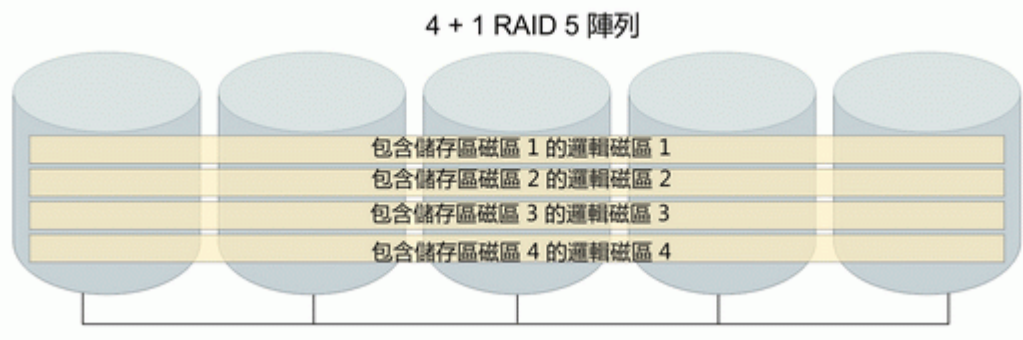 4 + 1 RAID 5 陣列
包含儲存區磁區 1 的邏輯磁區 1
包含儲存區磁區 2 的邏輯磁區 2
包含儲存區磁區 3 的邏輯磁區 3
包含儲存區磁區 4 的邏輯磁區 4